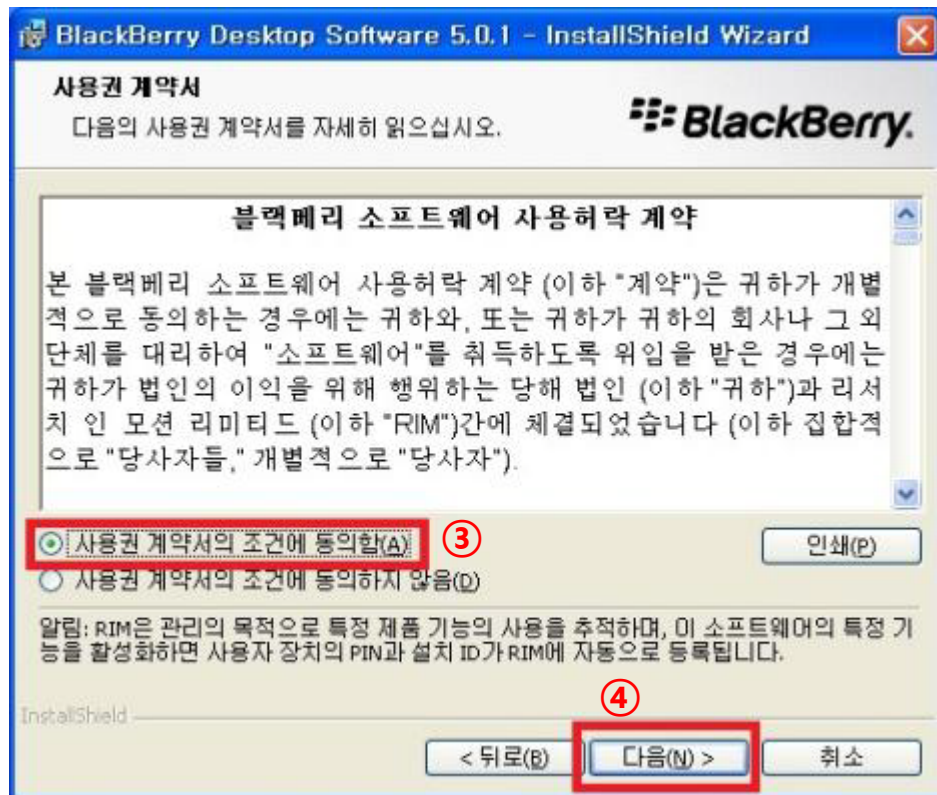 BlackBerry Desktop Software 5.0.1 - InstallShield Wizard
사용권 계약서
다음의 사용권 계약서를 자세히 읽으십시오.
BlackBerry.
블랙베리 소프트웨어 사용허락 계약
본 블랙베리 소프트웨어 사용허락 계약 (이하 "계약")은 귀하가 개별
적으로 동의하는 경우에는 귀하와, 또는 귀하가 귀하의 회사나 그 외
단체를 대리하여 "소프트웨어"를 취득하도록 위임을 받은 경우에는
귀하가 법인의 이익을 위해 행위하는 당해 법인 (이하 "귀하")과 리서
치 인 모션 리미티드 (이하 "RIM")간에 체결되었습니다 (이하 집합적
으로 "당사자들," 개별적으로 "당사자").
사용권 계약서의 조건에 동의함(A)
③
인쇄(P)
사용권 계약서의 조건에 동의하지 않음(D)
알림: RIM은 관리의 목적으로 특정 제품 기능의 사용을 추적하며, 이 소프트웨어의 특정 기
능을 활성화하면 사용자 장치의 PIN과 설치 ID가 RIM에 자동으로 등록됩니다.
④
InstallShield
< 뒤로(B)
다음(N) >
취소